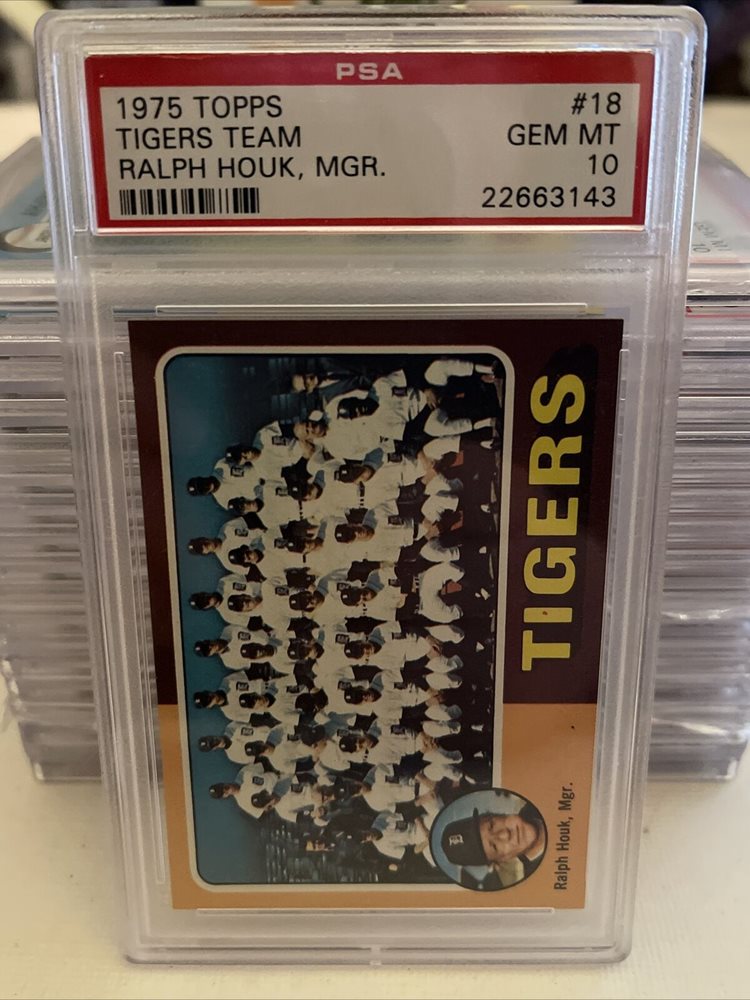 PSA
1975 TOPPS #18
TIGERS TEAM GEM MT
RALPH HOUK, MGR. 10
22663143
TIGERS
Ralph Houk, Mgr.